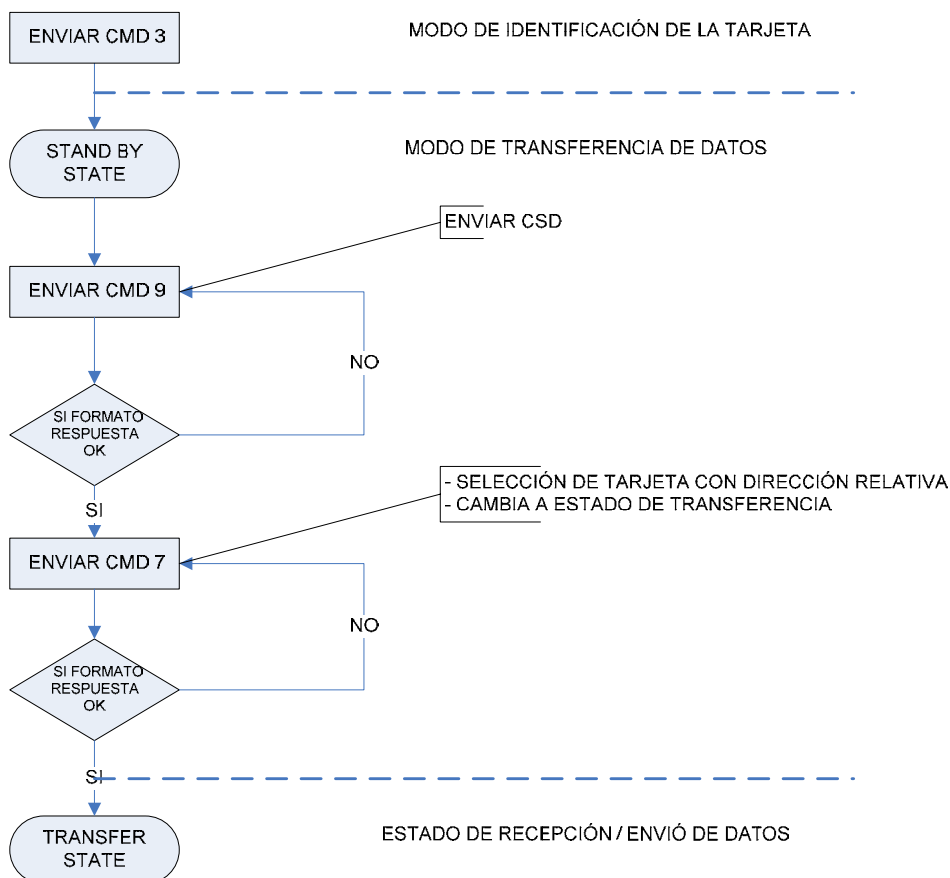 ENVIAR CMD 3
MODO DE IDENTIFICACIÓN DE LA TARJETA
STAND BY
STATE
MODO DE TRANSFERENCIA DE DATOS
ENVIAR CSD
ENVIAR CMD 9
NO
SI FORMATO
RESPUESTA
OK
- SELECCIÓN DE TARJETA CON DIRECCIÓN RELATIVA
- CAMBIA A ESTADO DE TRANSFERENCIA
SI
ENVIAR CMD 7
NO
SI FORMATO
RESPUESTA
OK
SI
TRANSFER
STATE
ESTADO DE RECEPCIÓN / ENVIÓ DE DATOS